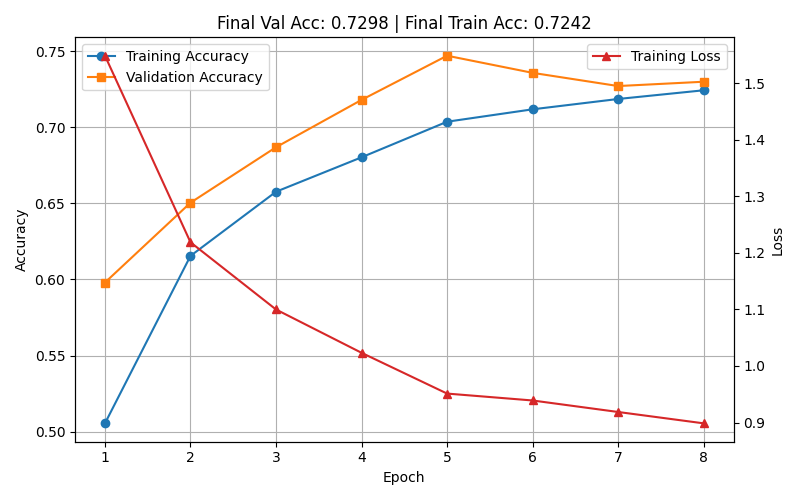 Final Val Acc: 0.7298 | Final Train Acc: 0.7242
Training Accuracy
Validation Accuracy
Training Loss
0.75
0.70
0.65
0.60
0.55
0.50
Accuracy
1.5
1.4
1.3
1.2
1.1
1.0
0.9
Loss
1 2 3 4 5 6 7 8
Epoch